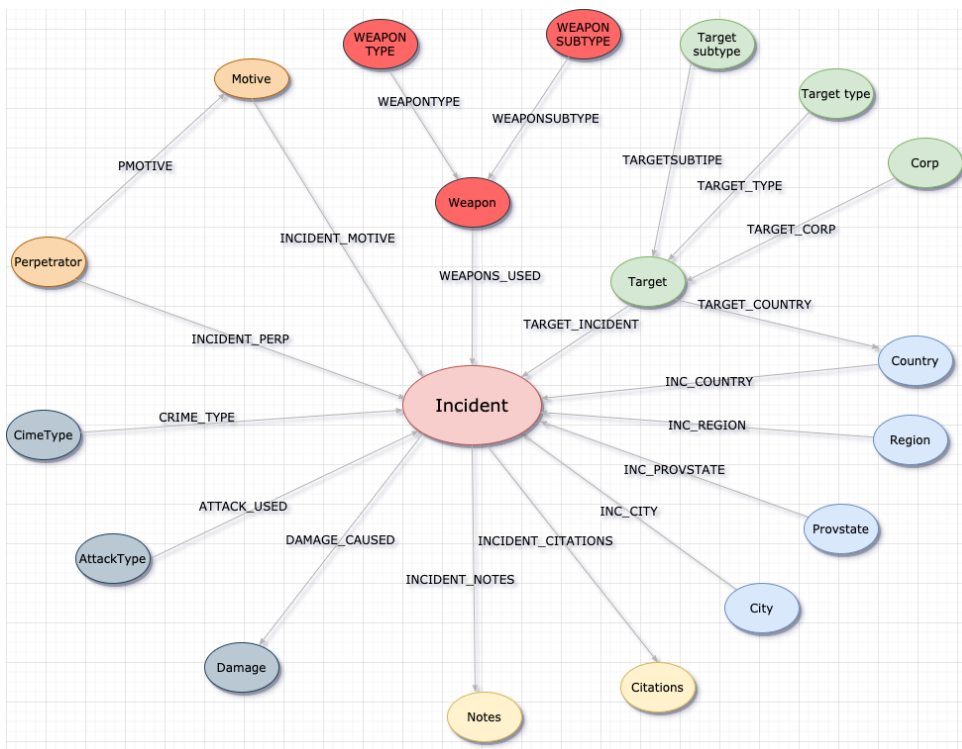 WEAPON
TYPE
WEAPON
SUBTYPE
Target
subtype
Motive
Target type
WEAPONTYPE
WEAPONSUBTYPE
PMOTIVE
TARGETSUBTIPE
Corp
TARGET_TYPE
Weapon
TARGET_CORP
INCIDENT_MOTIVE
Perpetrator
WEAPONS_USED
Target
TARGET_COUNTRY
TARGET_INCIDENT
INCIDENT_PERP
Country
INC_COUNTRY
Incident
CRIME_TYPE
INC_REGION
CimeType
Region
INC_PROVSTATE
ATTACK_USED
INC_CITY
Provstate
DAMAGE_CAUSED
INCIDENT_CITATIONS
AttackType
INCIDENT_NOTES
City
Damage
Citations
Notes